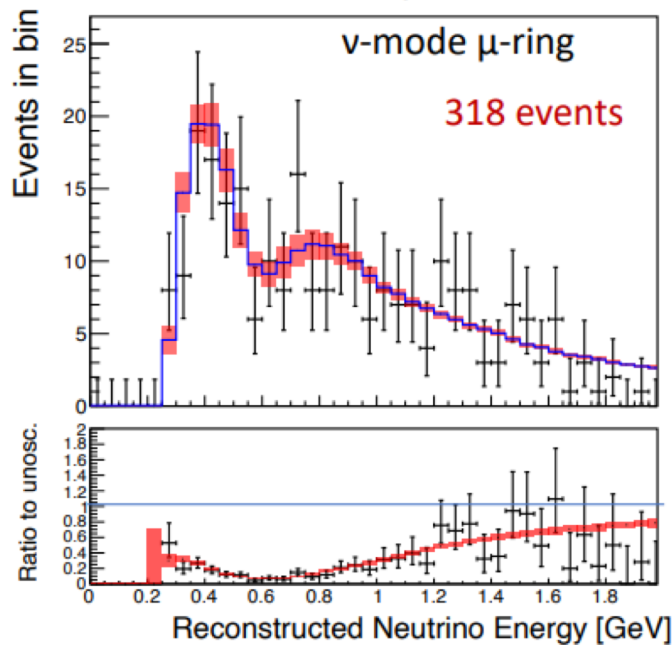 ν-mode μ-ring
318 events
Events in bin
25
20
15
10
5
0
Ratio to unosc.
2
1.8
1.6
1.4
1.2
1
0.8
0.6
0.4
0.2
0
0 0.2 0.4 0.6 0.8 1 1.2 1.4 1.6 1.8
Reconstructed Neutrino Energy [GeV]